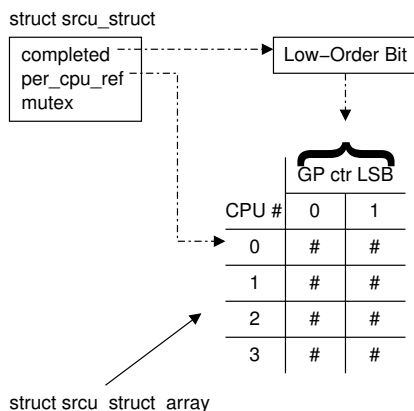 struct srcu_struct
completed
per_cpu_ref
mutex
Low-Order Bit
GP ctr LSB
CPU # 0 1
0 # #
1 # #
2 # #
3 # #
struct srcu_struct_array